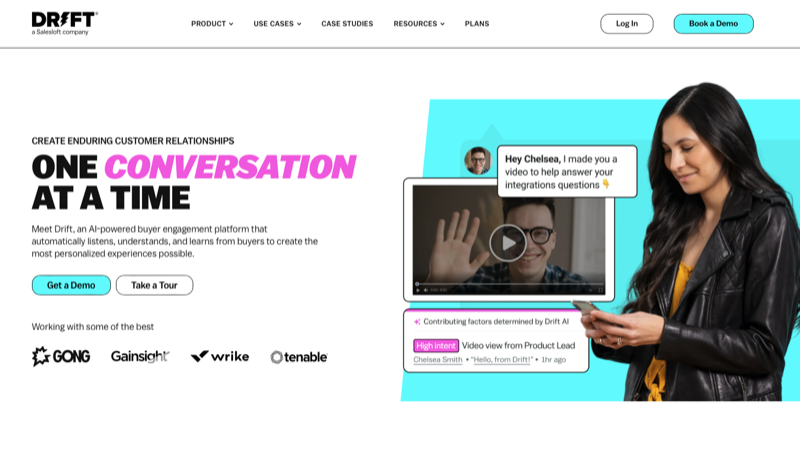 DRIFT
a Salesloft company
PRODUCT
USE CASES
CASE STUDIES
RESOURCES
PLANS
Log In
Book a Demo
CREATE ENDURING CUSTOMER RELATIONSHIPS
ONE CONVERSATION
AT A TIME
Meet Drift, an AI-powered buyer engagement platform that
automatically listens, understands, and learns from buyers to create the
most personalized experiences possible.
Get a Demo
Take a Tour
Working with some of the best
GONG
Gainsight
wrike
tenable
Hey Chelsea, I made you a
video to help answer your
integrations questions 👇
Contributing factors determined by Drift AI
High intent Video view from Product Lead
Chelsea Smith • "Hello, from Drift!" • 1hr ago